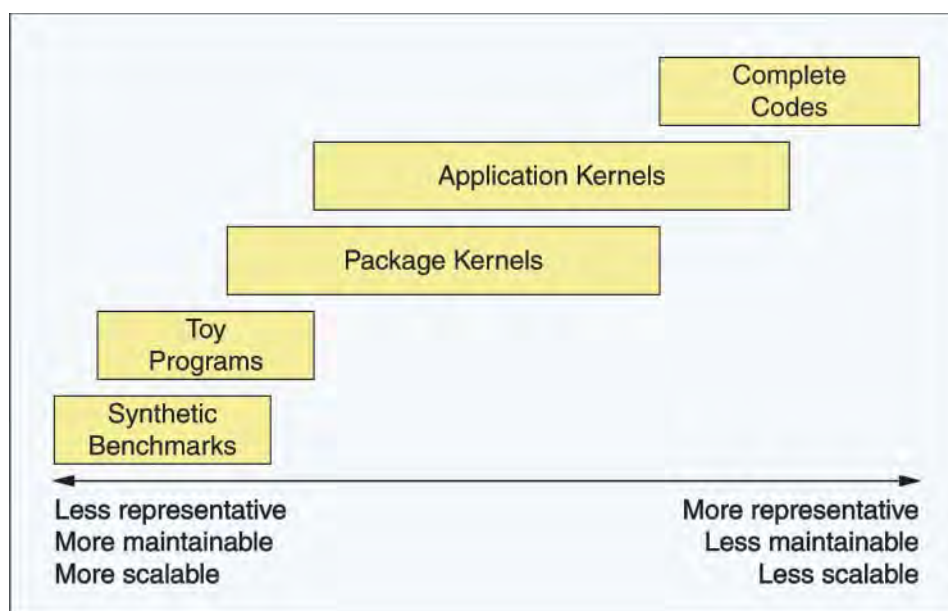 Complete
Codes
Application Kernels
Package Kernels
Toy
Programs
Synthetic
Benchmarks
Less representative
More maintainable
More scalable
More representative
Less maintainable
Less scalable